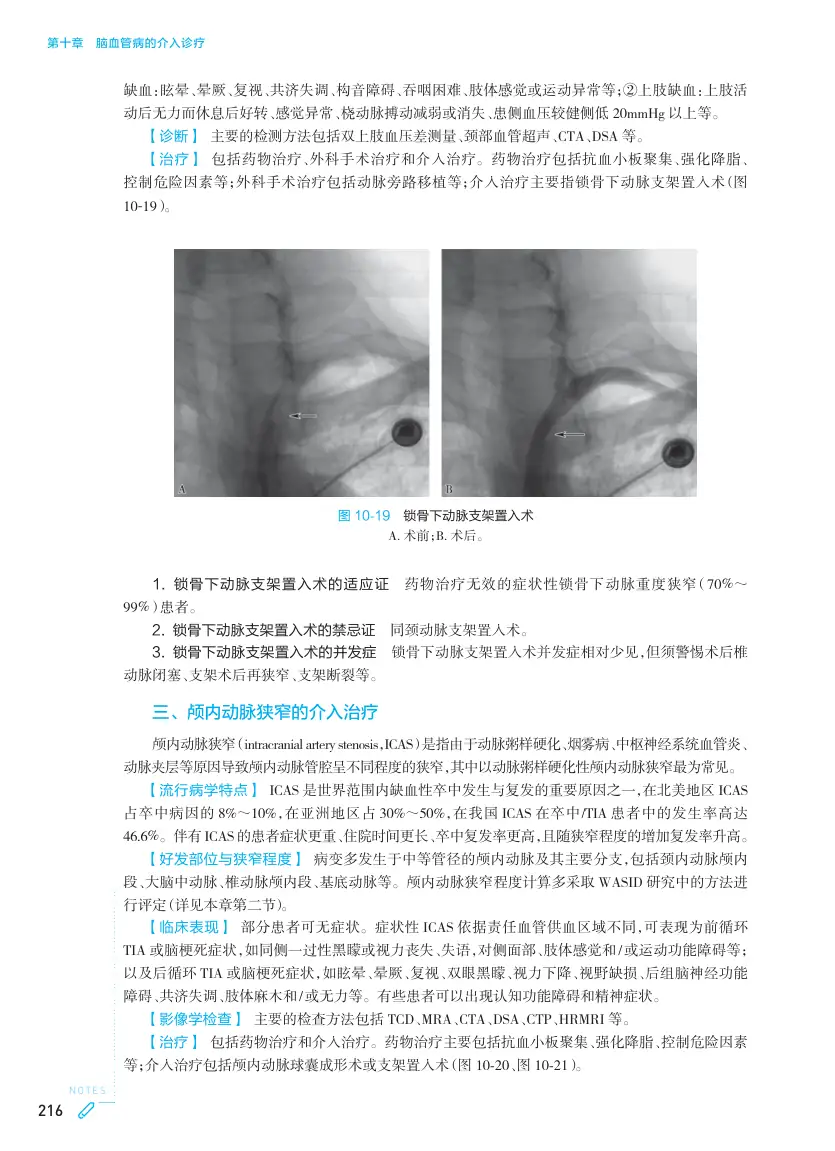 第十章 脑血管病的介入诊疗
缺血:眩晕、晕厥、复视、共济失调、构音障碍、吞咽困难、肢体感觉或运动异常等;②上肢缺血:上肢活
动后无力而休息后好转、感觉异常、桡动脉搏动减弱或消失、患侧血压较健侧低 20mmHg 以上等。
【诊断】 主要的检测方法包括双上肢血压差测量、颈部血管超声、CTA、DSA 等。
【治疗】 包括药物治疗、外科手术治疗和介入治疗。药物治疗包括抗血小板聚集、强化降脂、
控制危险因素等;外科手术治疗包括动脉旁路移植等;介入治疗主要指锁骨下动脉支架置入术(图
10-19)。
A
B
图 10-19 锁骨下动脉支架置入术
A. 术前;B. 术后。
1. 锁骨下动脉支架置入术的适应证 药物治疗无效的症状性锁骨下动脉重度狭窄(70%~
99%)患者。
2. 锁骨下动脉支架置入术的禁忌证 同颈动脉支架置入术。
3. 锁骨下动脉支架置入术的并发症 锁骨下动脉支架置入术并发症相对少见,但须警惕术后椎
动脉闭塞、支架术后再狭窄、支架断裂等。
三、颅内动脉狭窄的介入治疗
颅内动脉狭窄(intracranial artery stenosis,ICAS)是指由于动脉粥样硬化、烟雾病、中枢神经系统血管炎、
动脉夹层等原因导致颅内动脉管腔呈不同程度的狭窄,其中以动脉粥样硬化性颅内动脉狭窄最为常见。
【流行病学特点】 ICAS 是世界范围内缺血性卒中发生与复发的重要原因之一,在北美地区 ICAS
占卒中病因的 8%~10%,在亚洲地区占 30%~50%,在我国 ICAS 在卒中/TIA 患者中的发生率高达
46.6%。伴有 ICAS 的患者症状更重、住院时间更长、卒中复发率更高,且随狭窄程度的增加复发率升高。
【好发部位与狭窄程度】 病变多发生于中等管径的颅内动脉及其主要分支,包括颈内动脉颅内
段、大脑中动脉、椎动脉颅内段、基底动脉等。颅内动脉狭窄程度计算多采取 WASID 研究中的方法进
行评定(详见本章第二节)。
【临床表现】 部分患者可无症状。症状性 ICAS 依据责任血管供血区域不同,可表现为前循环
TIA 或脑梗死症状,如同侧一过性黑矇或视力丧失、失语,对侧面部、肢体感觉和/或运动功能障碍等;
以及后循环 TIA 或脑梗死症状,如眩晕、晕厥、复视、双眼黑矇、视力下降、视野缺损、后组脑神经功能
障碍、共济失调、肢体麻木和/或无力等。有些患者可以出现认知功能障碍和精神症状。
【影像学检查】 主要的检查方法包括 TCD、MRA、CTA、DSA、CTP、HRMRI 等。
【治疗】 包括药物治疗和介入治疗。药物治疗主要包括抗血小板聚集、强化降脂、控制危险因素
等;介入治疗包括颅内动脉球囊成形术或支架置入术(图 10-20、图 10-21)。
NOTES
216